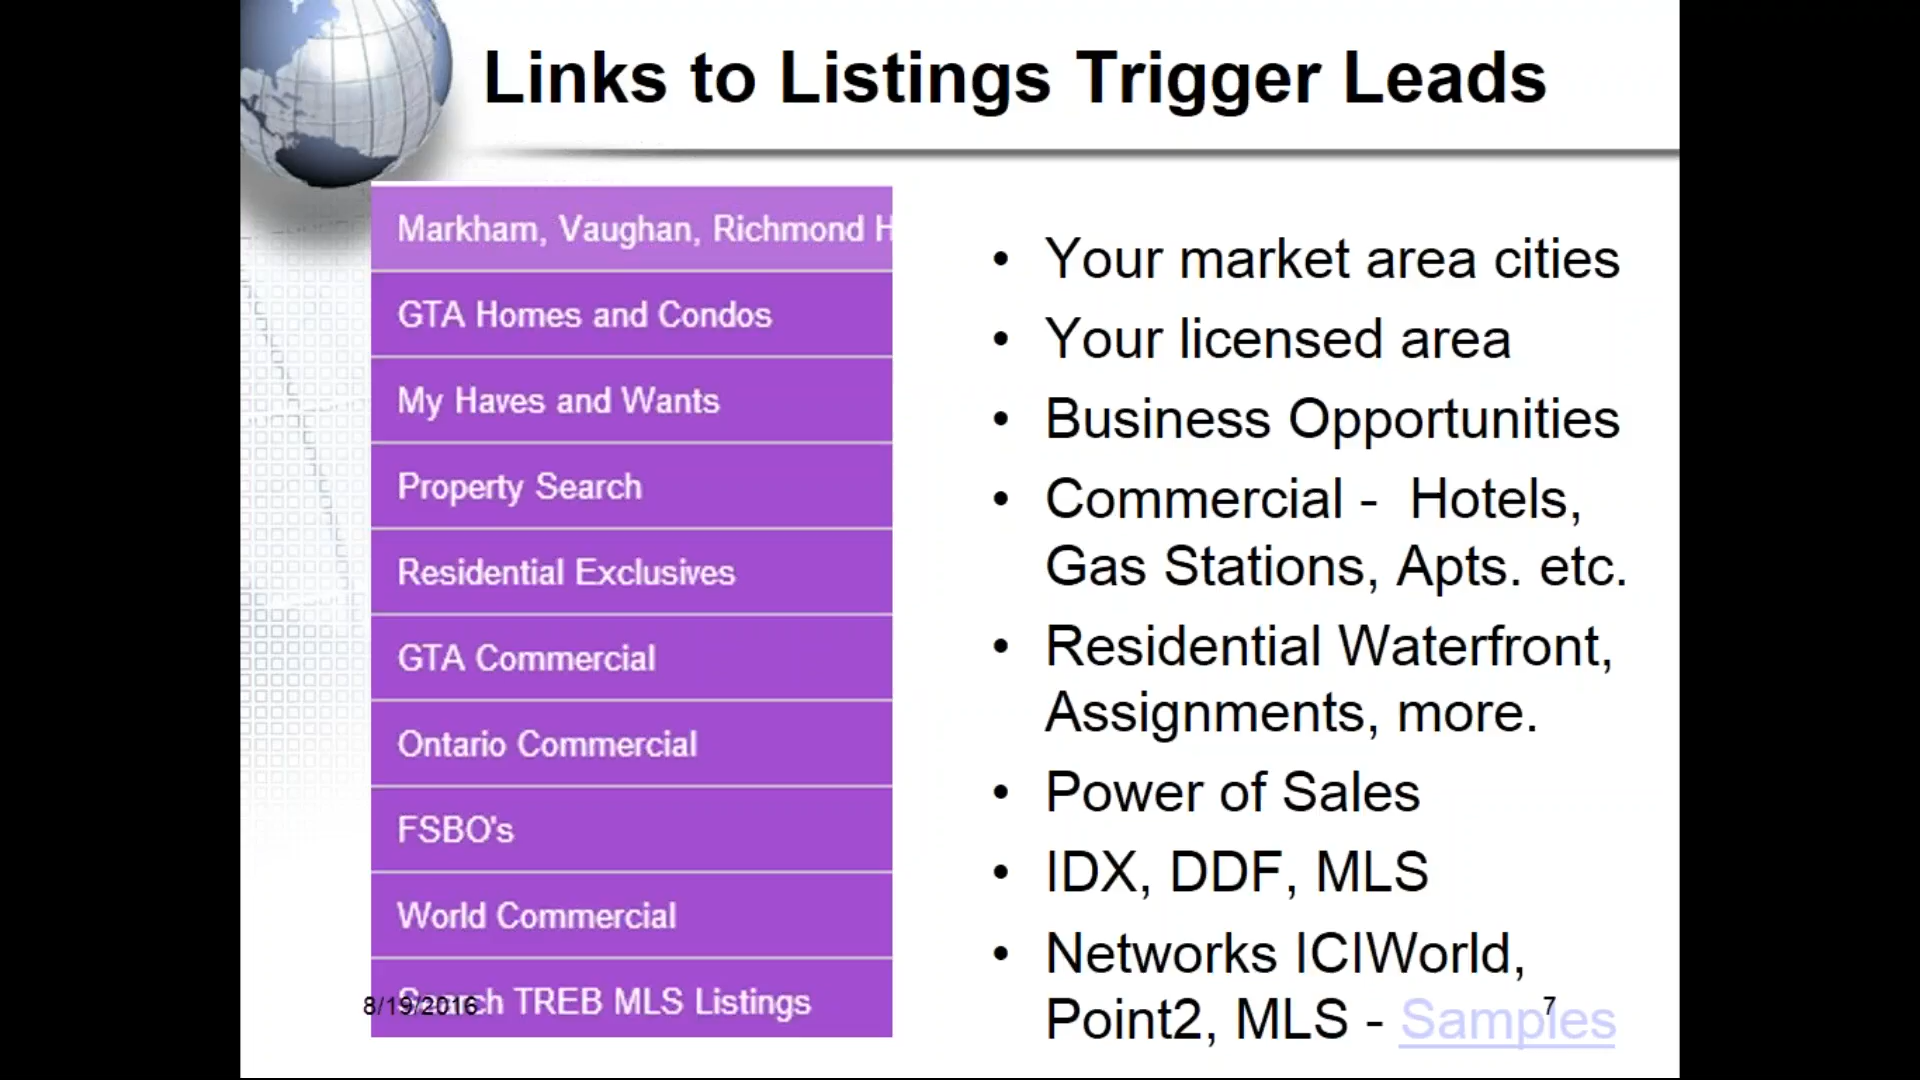 Links to Listings Trigger Leads
Markham, Vaughan, Richmond H
GTA Homes and Condos
My Haves and Wants
Property Search
Residential Exclusives
GTA Commercial
Ontario Commercial
FSBO's
World Commercial
Search TREB MLS Listings
8/19/2016
• Your market area cities
• Your licensed area
• Business Opportunities
• Commercial - Hotels,
Gas Stations, Apts. etc.
• Residential Waterfront,
Assignments, more.
• Power of Sales
• IDX, DDF, MLS
• Networks ICIWorld,
Point2, MLS - Samples
7